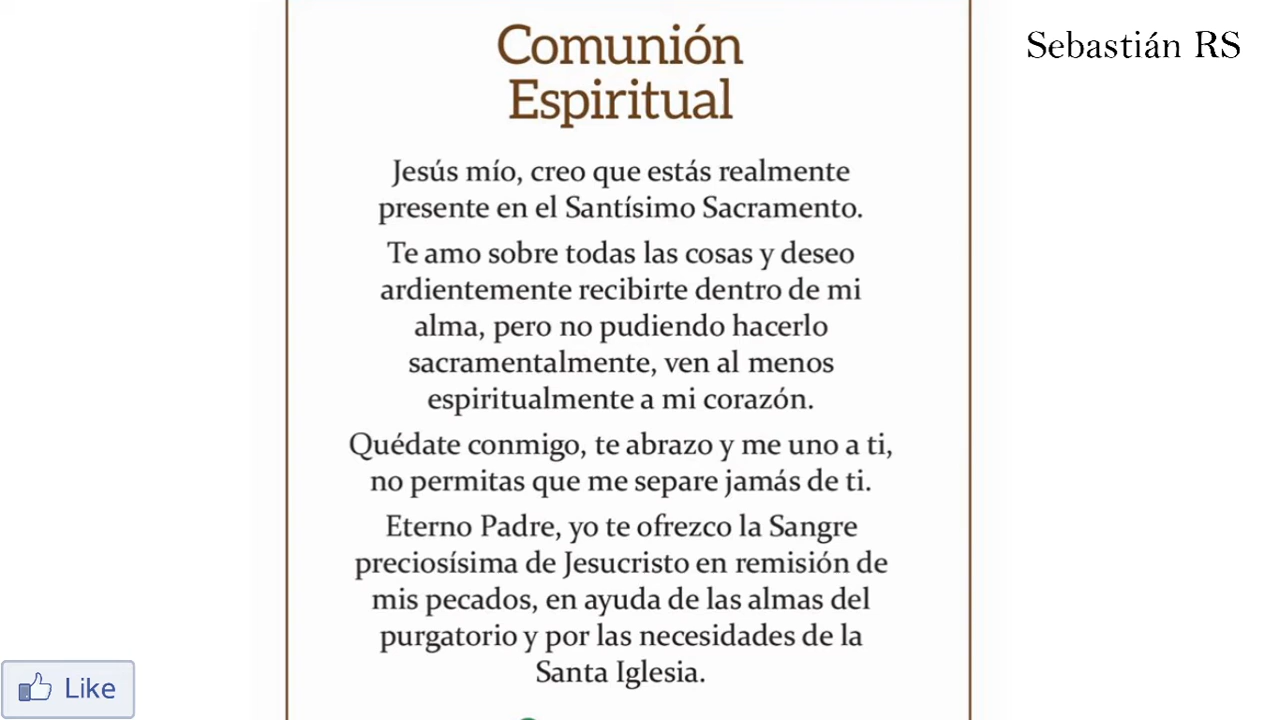 Comunión
Espiritual
Sebastián RS
Jesús mío, creo que estás realmente
presente en el Santísimo Sacramento.
Te amo sobre todas las cosas y deseo
ardientemente recibirte dentro de mi
alma, pero no pudiendo hacerlo
sacramentalmente, ven al menos
espiritualmente a mi corazón.
Quédate conmigo, te abrazo y me uno a ti,
no permitas que me separe jamás de ti.
Eterno Padre, yo te ofrezco la Sangre
preciosísima de Jesucristo en remisión de
mis pecados, en ayuda de las almas del
purgatorio y por las necesidades de la
Santa Iglesia.
Like